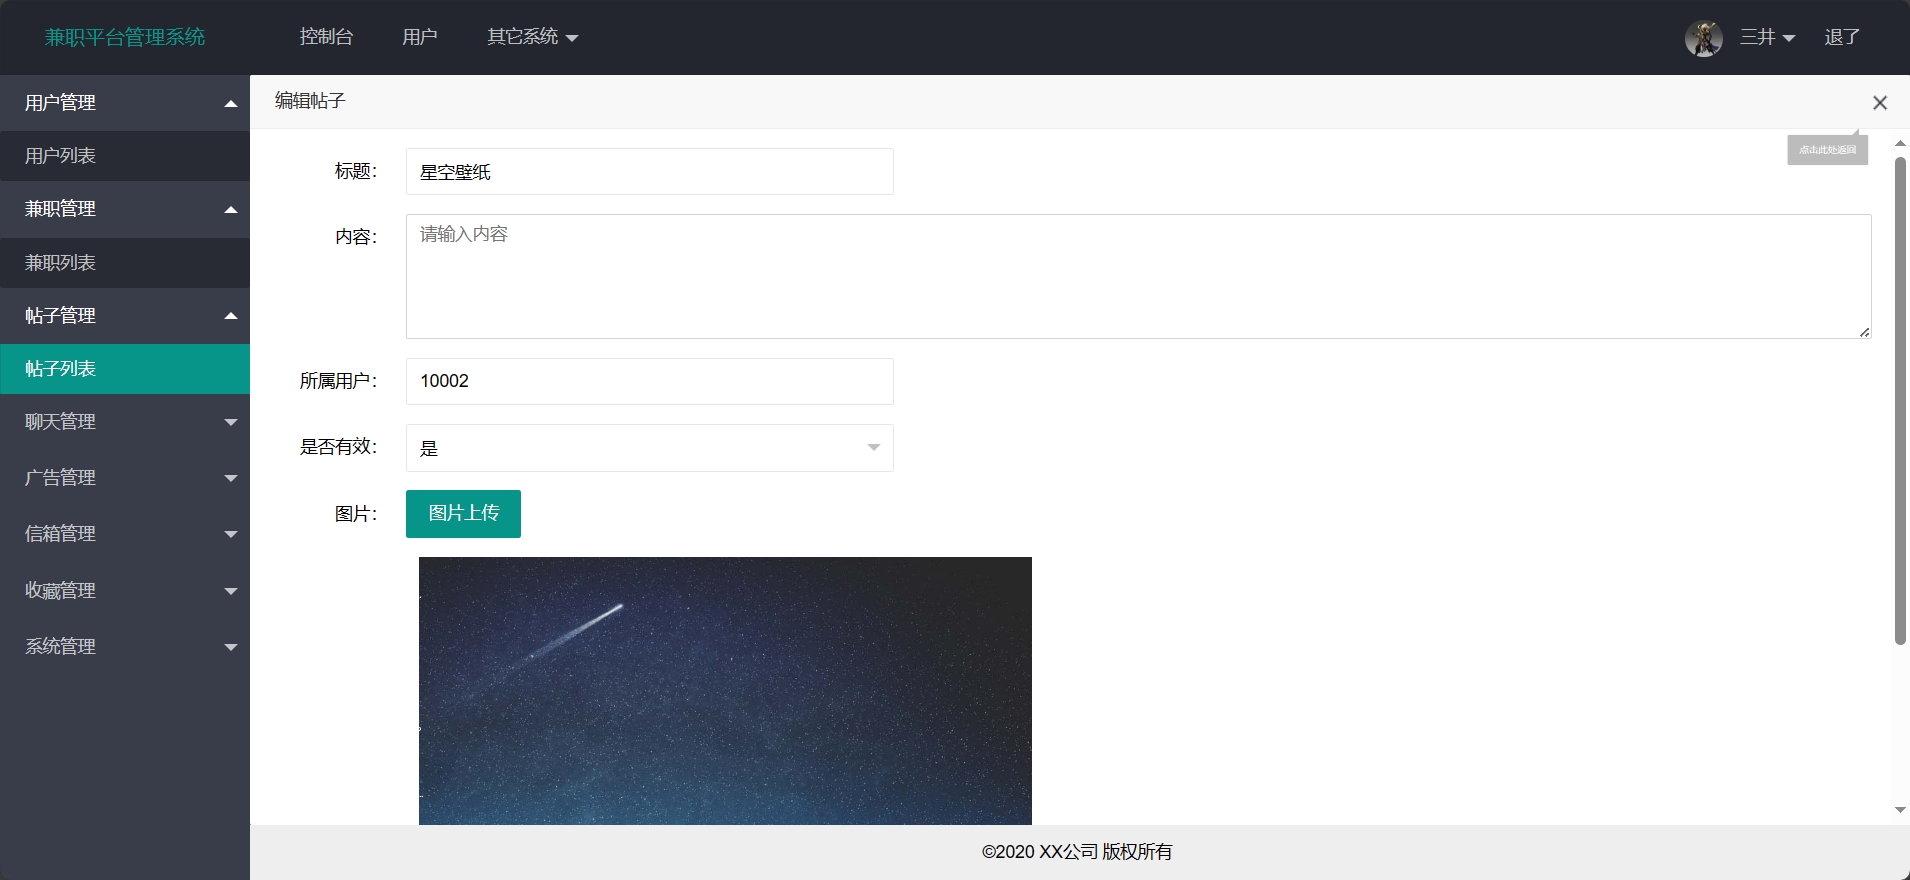 兼职平台管理系统
控制台
用户
其它系统
三井
退了
用户管理
用户列表
兼职管理
兼职列表
帖子管理
帖子列表
聊天管理
广告管理
信箱管理
收藏管理
系统管理
编辑帖子
点击此处返回
标题：
星空壁纸
内容：
请输入内容
所属用户：
10002
是否有效：
是
图片：
图片上传
©2020 XX公司 版权所有